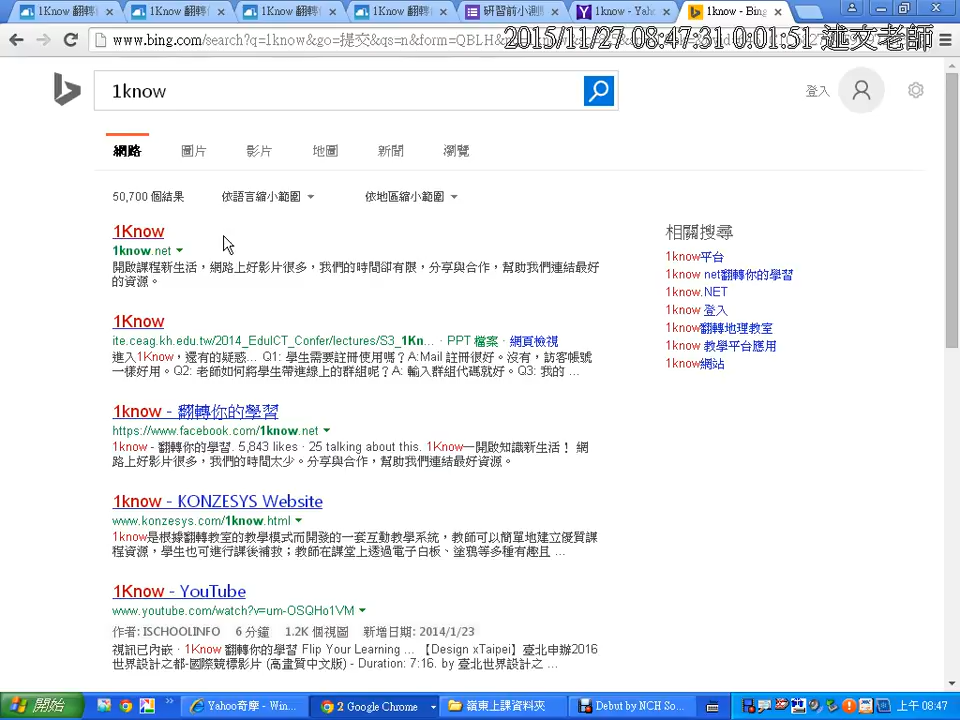 1Know 翻轉
1Know 翻轉
1Know 翻轉
1Know 翻轉
研習前小測
1know - Yah
1know - Bing
www.bing.com/search?q=1know&go=提交&qs=n&form=QBLH&
2015/11/27 08:47:31 0:01:51 述文老師
1know
登入
網路 圖片 影片 地圖 新聞 瀏覽
50,700 個結果 依語言縮小範圍 依地區縮小範圍
1Know
1know.net
開啟課程新生活，網路上好影片很多，我們的時間卻有限，分享與合作，幫助我們連結最好
的資源。
1Know
ite.ceag.kh.edu.tw/2014_EduICT_Confer/lectures/S3_1Kn... · PPT 檔案 · 網頁檢視
進入1Know，還有的疑惑... Q1: 學生需要註冊使用嗎？A:Mail 註冊很好。沒有，訪客帳號
一樣好用。Q2: 老師如何將學生帶進線上的群組呢？A: 輸入群組代碼就好。Q3: 我的 ...
1know - 翻轉你的學習
https://www.facebook.com/1know.net
1know - 翻轉你的學習. 5,843 likes · 25 talking about this. 1Know—開啟知識新生活！ 網
路上好影片很多，我們的時間太少。分享與合作，幫助我們連結最好資源。
1know - KONZESYS Website
www.konzesys.com/1know.html
1know是根據翻轉教室的教學模式而開發的一套互動教學系統，教師可以簡單地建立優質課
程資源，學生也可進行課後補救；教師在課堂上透過電子白板、塗鴉等多種有趣且 ...
1Know - YouTube
www.youtube.com/watch?v=um-OSQHo1VM
作者: ISCHOOLINFO 6 分鐘 1.2K 個視圖 新增日期: 2014/1/23
視訊已內嵌 · 1Know 翻轉你的學習 Flip Your Learning ... 【Design xTaipei】臺北申辦2016
世界設計之都-國際競標影片 (高畫質中文版) - Duration: 7:16. by 臺北世界設計之 ...
相關搜尋
1know平台
1know net翻轉你的學習
1know.NET
1know 登入
1know翻轉地理教室
1know 教學平台應用
1know網站
開始
Yahoo奇摩 - Win...
2 Google Chrome
嶺東上課資料夾
Debut by NCH So...
上午 08:47